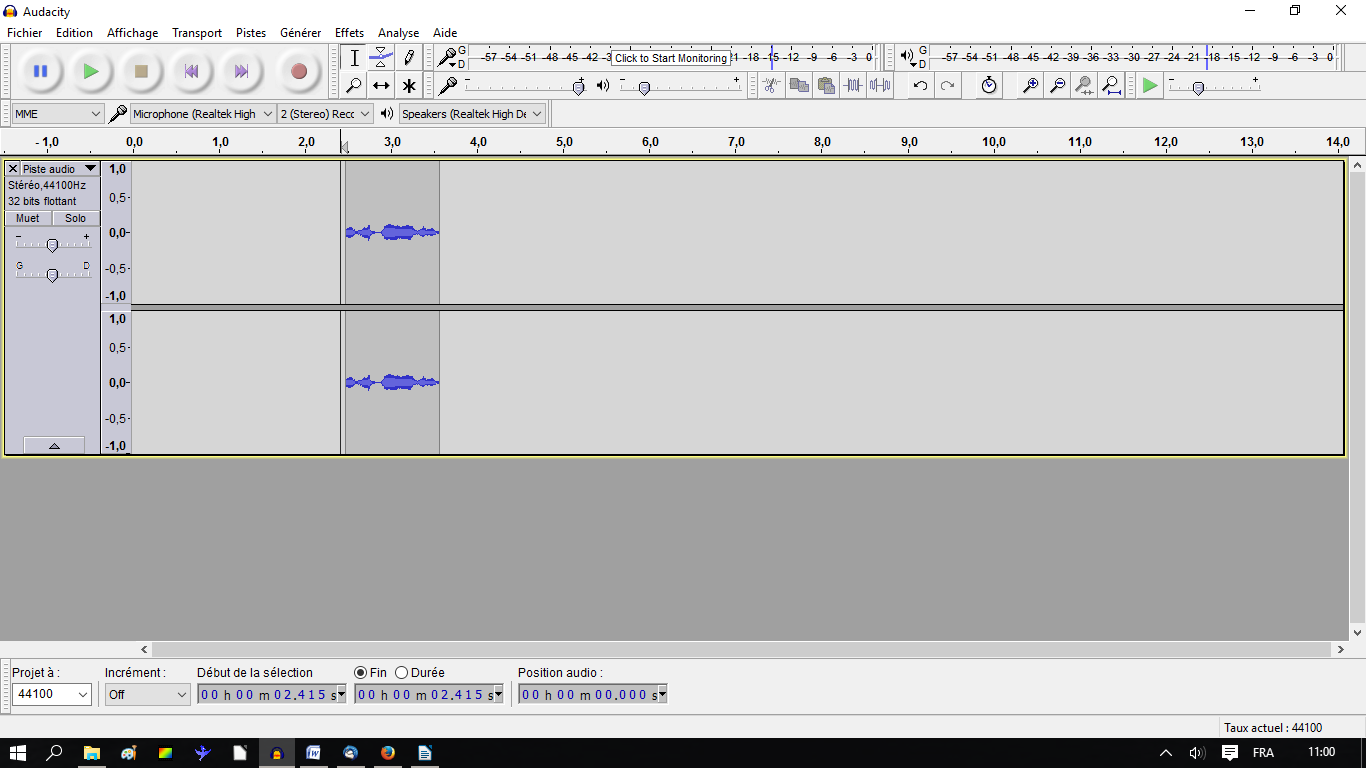 Audacity
Fichier Edition Affichage Transport Pistes Générer Effets Analyse Aide
G D -57 -54 -51 -48 -45 -42 -3 Click to Start Monitoring 21 -18 -15 -12 -9 -6 -3 0
G D -57 -54 -51 -48 -45 -42 -39 -36 -33 -30 -27 -24 -21 -18 -15 -12 -9 -6 -3 0
- + - + - +
MME Microphone (Realtek High 2 (Stereo) Recc Speakers (Realtek High De
- 1,0 0,0 1,0 2,0 3,0 4,0 5,0 6,0 7,0 8,0 9,0 10,0 11,0 12,0 13,0 14,0
X Piste audio
Stéréo,44100Hz
32 bits flottant
Muet Solo
- +
G D
1,0
0,5-
0,0-
-0,5-
-1,0
1,0
0,5-
0,0-
-0,5-
-1,0
Projet à : Incrément : Début de la sélection Fin Durée Position audio :
44100 Off 00 h 00 m 02.415 s 00 h 00 m 02.415 s 00 h 00 m 00.000 s
Taux actuel : 44100
FRA 11:00